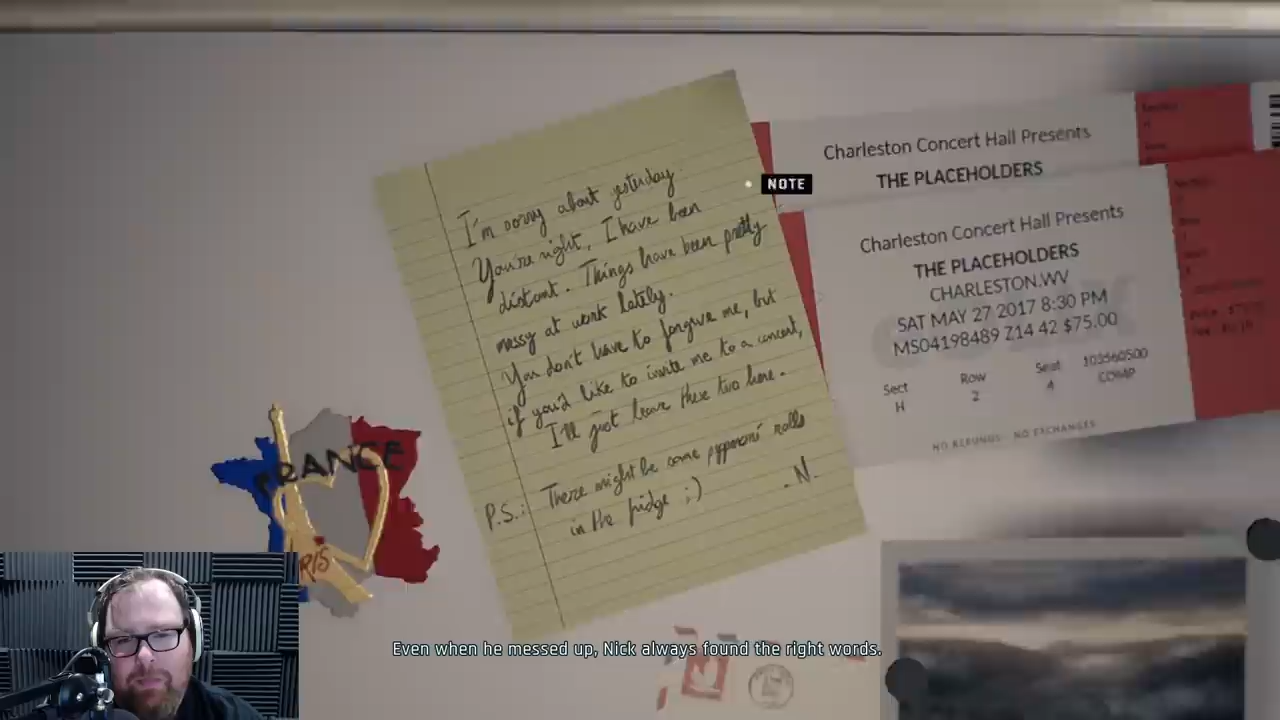 I'm sorry about yesterday.
You're right, I have been
distant. Things have been pretty
messy at work lately.
You don't have to forgive me, but
if you'd like to invite me to a concert,
I'll just leave these two here.
P.S.: There might be some pepperoni rolls
in the fridge ;)
- N.
NOTE
Charleston Concert Hall Presents
THE PLACEHOLDERS
Charleston Concert Hall Presents
THE PLACEHOLDERS
CHARLESTON.WV
SAT MAY 27 2017 8:30 PM
MS04198489 Z14 42 $75.00
Sect Row Seat 103560500
H 2 4 COMP
NO REFUNDS NO EXCHANGES
FRANCE
Even when he messed up, Nick always found the right words.